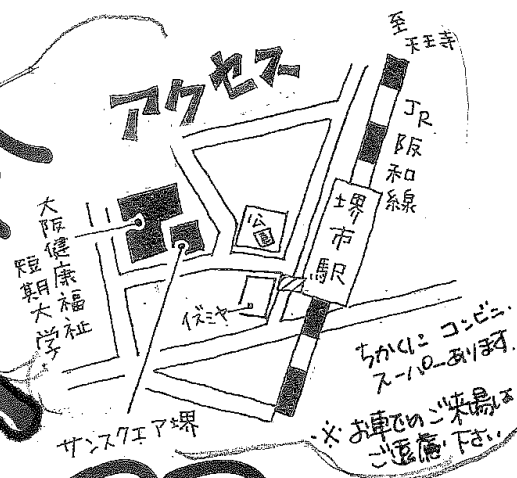 アクセス
至
天王寺
JR阪和線
堺市駅
公園
大阪健康福祉
短期大学
イズミヤ
サンスクエア堺
ちかくに コンビニ・
スーパーあります。
※お車でのご来場は
ご遠慮下さい